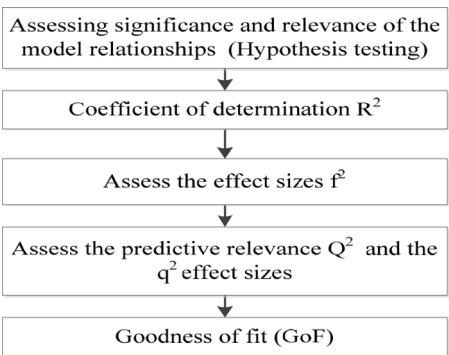 Assessing significance and relevance of the
model relationships (Hypothesis testing)
Coefficient of determination R²
Assess the effect sizes f²
Assess the predictive relevance Q² and the
q² effect sizes
Goodness of fit (GoF)